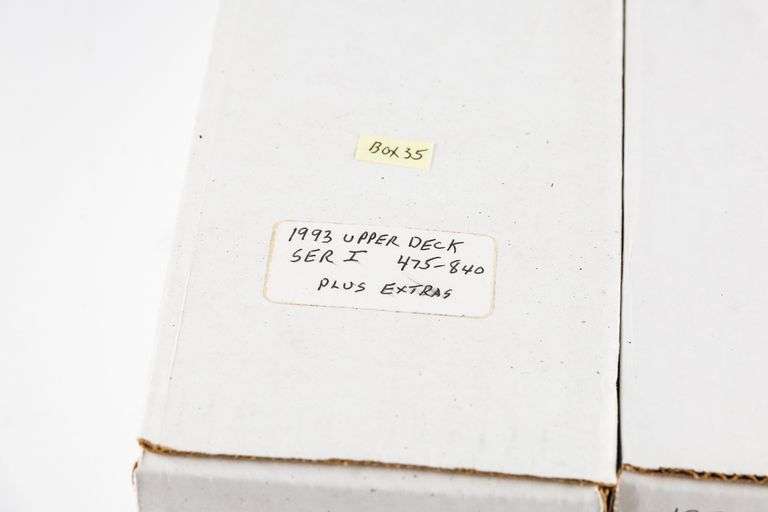 Box 35
1993 UPPER DECK
SER I 475-840
PLUS EXTRAS